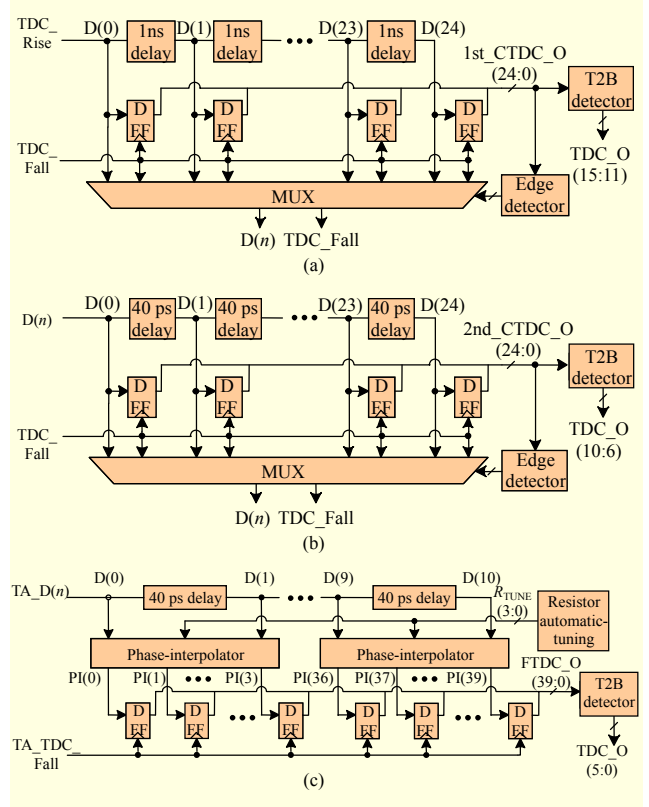 TDC_
Rise
D(0)
1ns
delay
D(1)
1ns
delay
D(23)
1ns
delay
D(24)
1st_CTDC_O
(24:0)
T2B
detector
D
FF
D
FF
D
FF
D
FF
TDC_
Fall
TDC_O
(15:11)
MUX
Edge
detector
D(n) TDC_Fall
(a)
D(n)
D(0)
40 ps
delay
D(1)
40 ps
delay
D(23)
40 ps
delay
D(24)
2nd_CTDC_O
(24:0)
T2B
detector
D
FF
D
FF
D
FF
D
FF
TDC_
Fall
TDC_O
(10:6)
MUX
Edge
detector
D(n) TDC_Fall
(b)
TA_D(n)
D(0)
40 ps delay
D(1)
D(9)
40 ps delay
D(10)
RTUNE
(3:0)
Resistor
automatic-
tuning
Phase-interpolator
Phase-interpolator
PI(0)
PI(1)
PI(3)
PI(36)
PI(37)
PI(39)
FTDC_O
(39:0)
T2B
detector
D
FF
D
FF
D
FF
D
FF
D
FF
D
FF
TA_TDC_
Fall
TDC_O
(5:0)
(c)